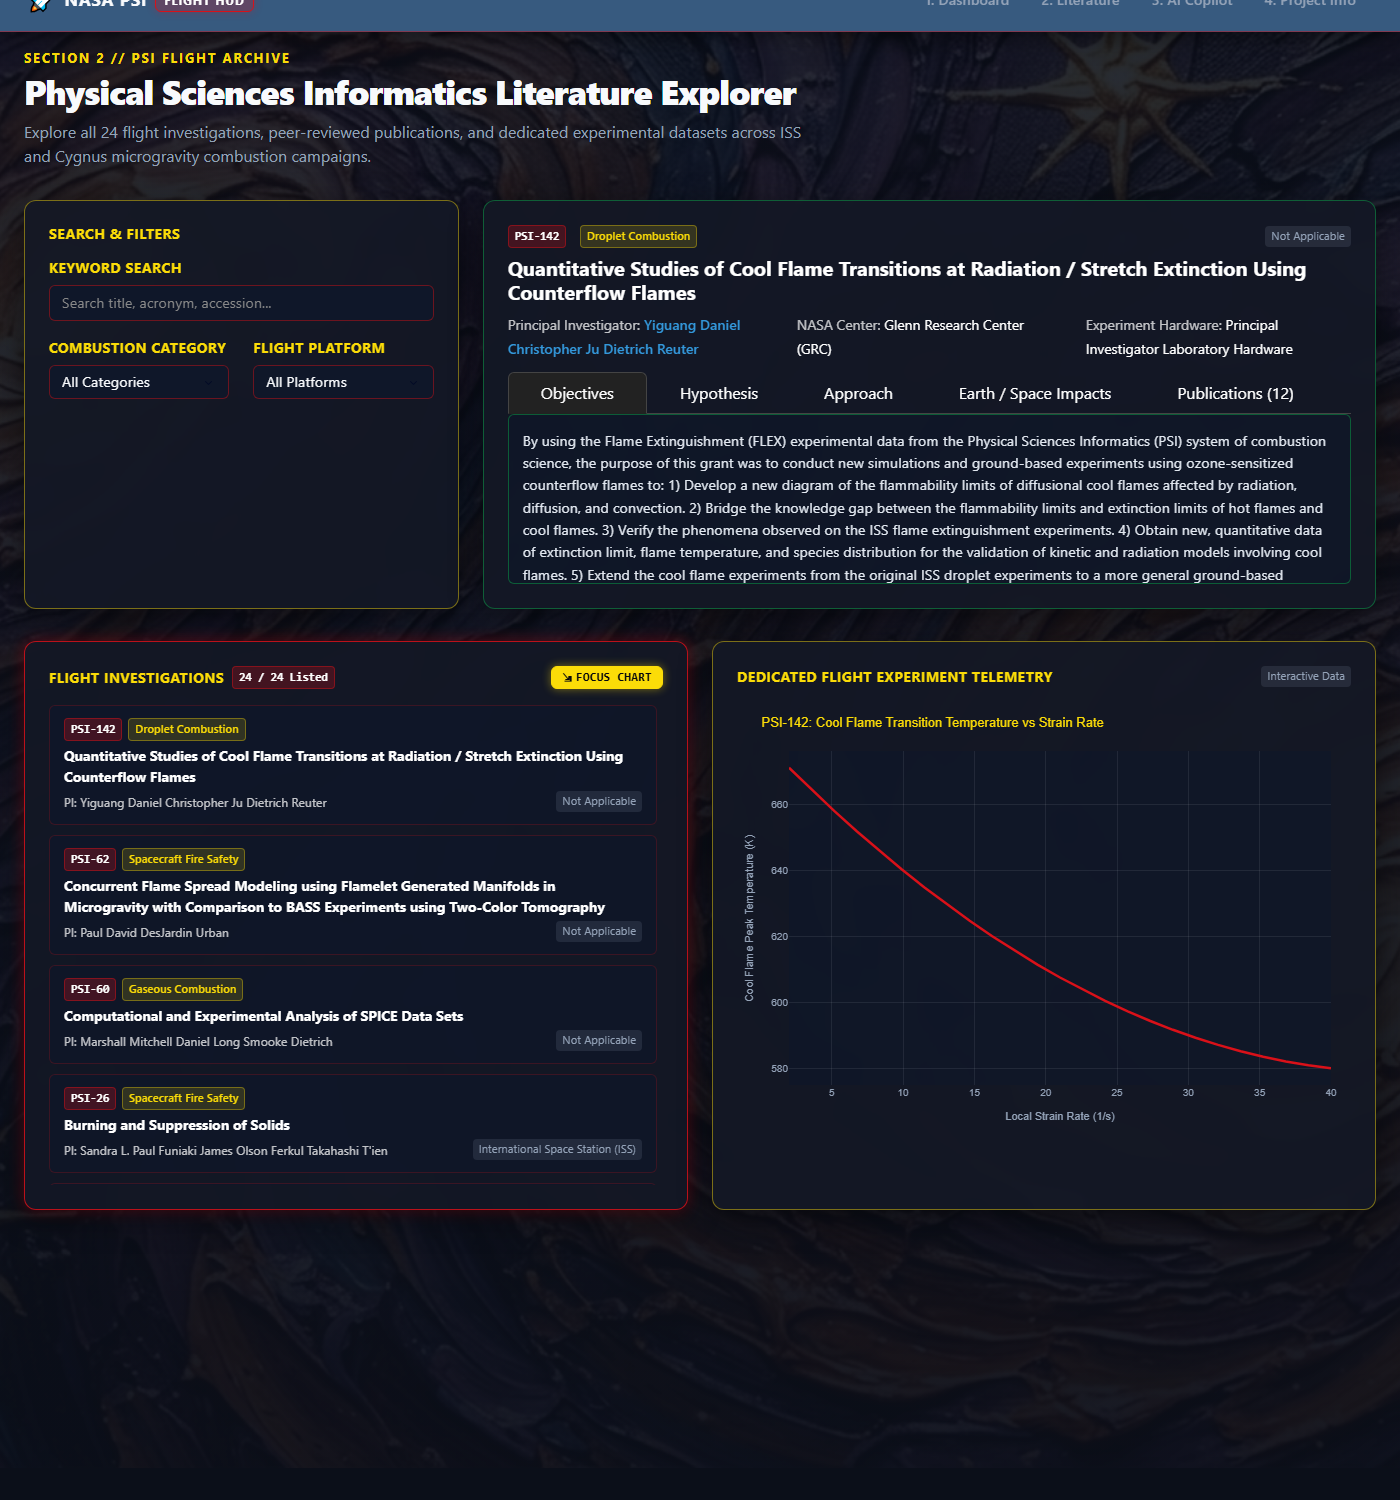 NASA PSI FLIGHT HUD
1. Dashboard 2. Literature 3. AI Copilot 4. Project Info
SECTION 2 // PSI FLIGHT ARCHIVE
Physical Sciences Informatics Literature Explorer
Explore all 24 flight investigations, peer-reviewed publications, and dedicated experimental datasets across ISS
and Cygnus microgravity combustion campaigns.
SEARCH & FILTERS
KEYWORD SEARCH
Search title, acronym, accession...
COMBUSTION CATEGORY FLIGHT PLATFORM
All Categories All Platforms
PSI-142 Droplet Combustion Not Applicable
Quantitative Studies of Cool Flame Transitions at Radiation / Stretch Extinction Using
Counterflow Flames
Principal Investigator: Yiguang Daniel
Christopher Ju Dietrich Reuter
NASA Center: Glenn Research Center
(GRC)
Experiment Hardware: Principal
Investigator Laboratory Hardware
Objectives Hypothesis Approach Earth / Space Impacts Publications (12)
By using the Flame Extinguishment (FLEX) experimental data from the Physical Sciences Informatics (PSI) system of combustion
science, the purpose of this grant was to conduct new simulations and ground-based experiments using ozone-sensitized
counterflow flames to: 1) Develop a new diagram of the flammability limits of diffusional cool flames affected by radiation,
diffusion, and convection. 2) Bridge the knowledge gap between the flammability limits and extinction limits of hot flames and
cool flames. 3) Verify the phenomena observed on the ISS flame extinguishment experiments. 4) Obtain new, quantitative data
of extinction limit, flame temperature, and species distribution for the validation of kinetic and radiation models involving cool
flames. 5) Extend the cool flame experiments from the original ISS droplet experiments to a more general ground-based
FLIGHT INVESTIGATIONS 24 / 24 Listed ↘ FOCUS CHART
PSI-142 Droplet Combustion
Quantitative Studies of Cool Flame Transitions at Radiation / Stretch Extinction Using
Counterflow Flames
PI: Yiguang Daniel Christopher Ju Dietrich Reuter Not Applicable
PSI-62 Spacecraft Fire Safety
Concurrent Flame Spread Modeling using Flamelet Generated Manifolds in
Microgravity with Comparison to BASS Experiments using Two-Color Tomography
PI: Paul David DesJardin Urban Not Applicable
PSI-60 Gaseous Combustion
Computational and Experimental Analysis of SPICE Data Sets
PI: Marshall Mitchell Daniel Long Smooke Dietrich Not Applicable
PSI-26 Spacecraft Fire Safety
Burning and Suppression of Solids
PI: Sandra L. Paul Funiaki James Olson Ferkul Takahashi T'ien International Space Station (ISS)
DEDICATED FLIGHT EXPERIMENT TELEMETRY Interactive Data
PSI-142: Cool Flame Transition Temperature vs Strain Rate
Cool Flame Peak Temperature (K)
660
640
620
600
580
5 10 15 20 25 30 35 40
Local Strain Rate (1/s)